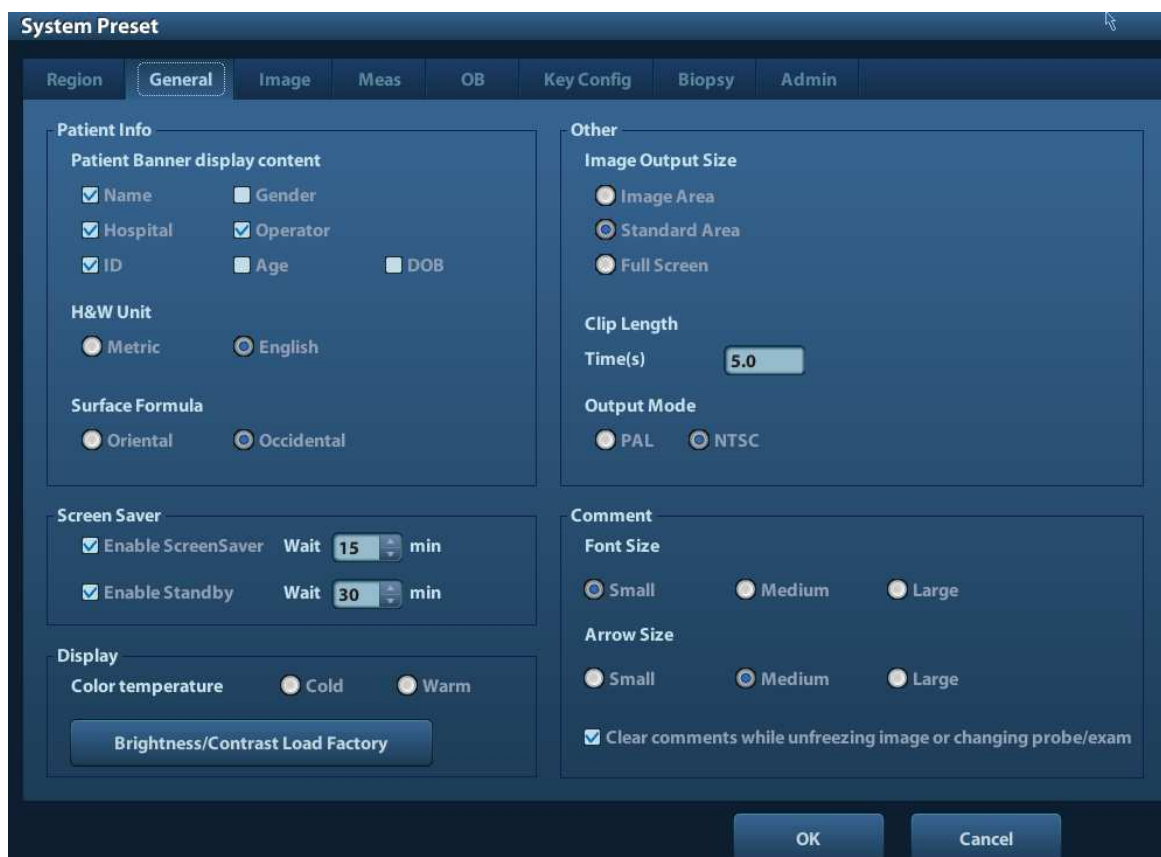 System Preset
Region General Image Meas OB Key Config Biopsy Admin
Patient Info
Patient Banner display content
Name Gender
Hospital Operator
ID Age DOB
H&W Unit
Metric English
Surface Formula
Oriental Occidental
Screen Saver
Enable ScreenSaver Wait 15 min
Enable Standby Wait 30 min
Display
Color temperature Cold Warm
Brightness/Contrast Load Factory
Other
Image Output Size
Image Area
Standard Area
Full Screen
Clip Length
Time(s) 5.0
Output Mode
PAL NTSC
Comment
Font Size
Small Medium Large
Arrow Size
Small Medium Large
Clear comments while unfreezing image or changing probe/exam
OK Cancel